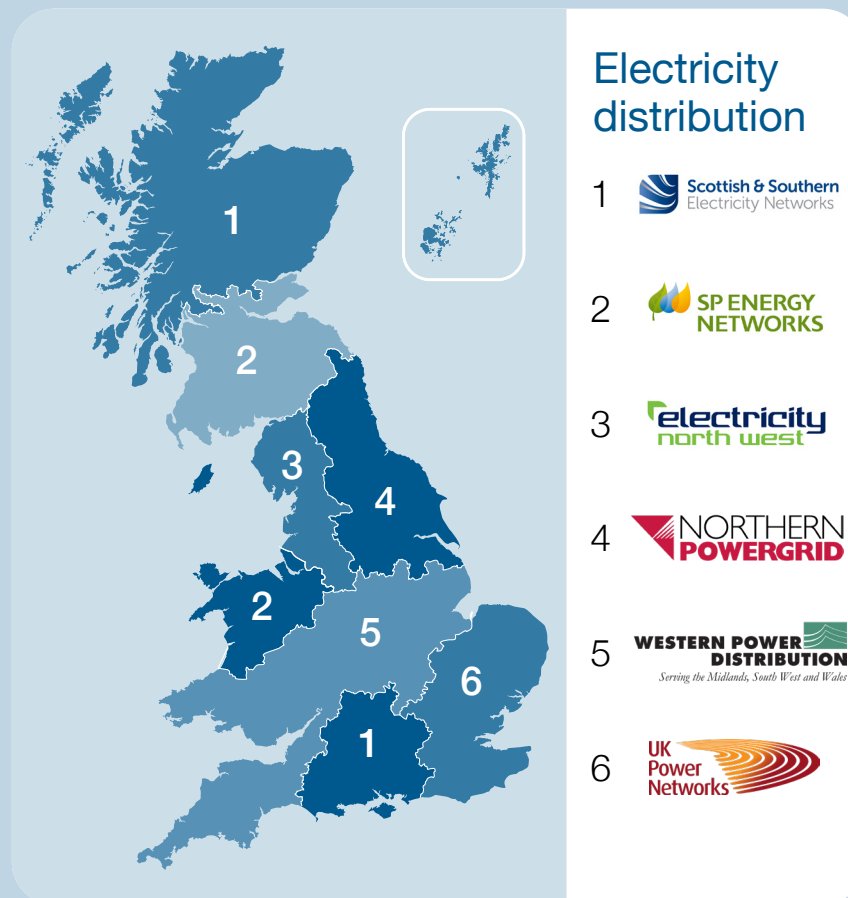 Electricity
distribution
1
Scottish & Southern
Electricity Networks
2
SP ENERGY
NETWORKS
3
electricity
north west
4
NORTHERN
POWERGRID
5
WESTERN POWER
DISTRIBUTION
Serving the Midlands, South West and Wales
6
UK
Power
Networks
1
2
3
4
2
5
6
1